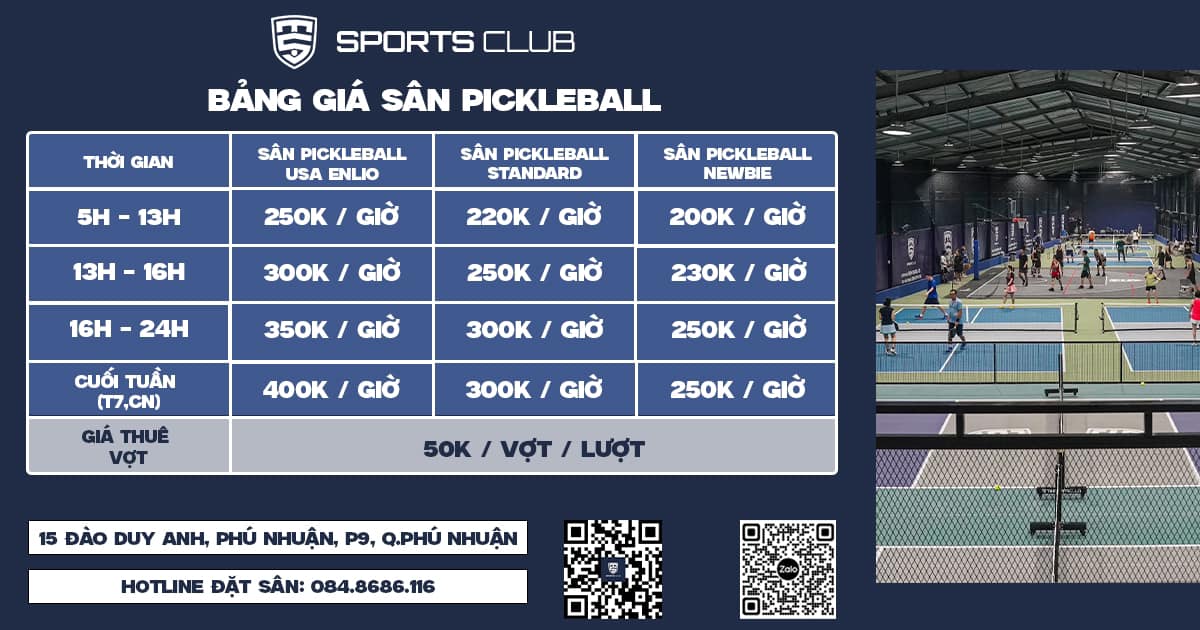 SPORTS CLUB
BẢNG GIÁ SÂN PICKLEBALL
THỜI GIAN
SÂN PICKLEBALL
USA ENLIO
SÂN PICKLEBALL
STANDARD
SÂN PICKLEBALL
NEWBIE
5H - 13H
250K / GIỜ
220K / GIỜ
200K / GIỜ
13H - 16H
300K / GIỜ
250K / GIỜ
230K / GIỜ
16H - 24H
350K / GIỜ
300K / GIỜ
250K / GIỜ
CUỐI TUẦN
(T7,CN)
400K / GIỜ
300K / GIỜ
250K / GIỜ
GIÁ THUÊ
VỢT
50K / VỢT / LƯỢT
15 ĐÀO DUY ANH, PHÚ NHUẬN, P9, Q.PHÚ NHUẬN
HOTLINE ĐẶT SÂN: 084.8686.116
Zalo